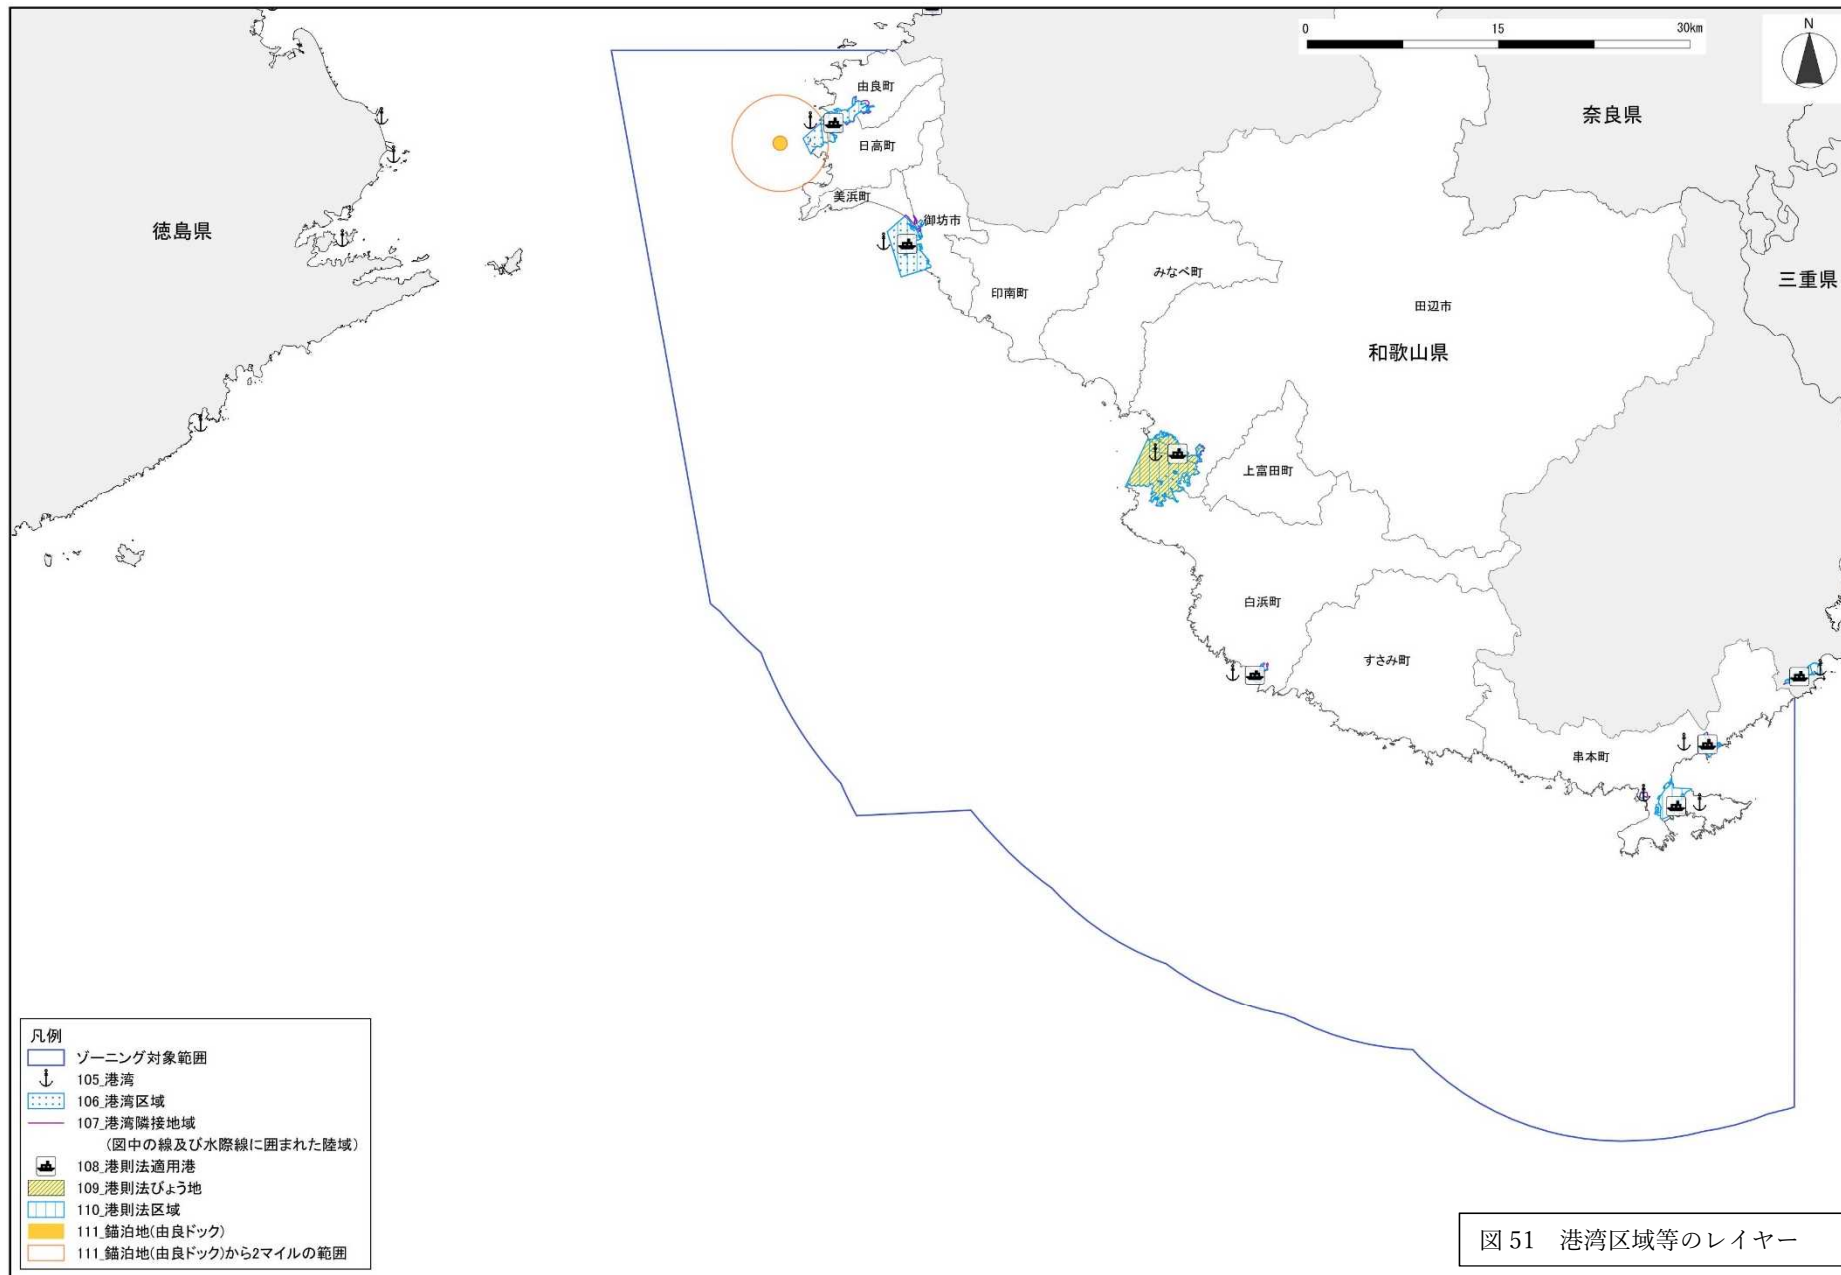 0 15 30km
N
由良町
奈良県
日高町
美浜町
徳島県
御坊市
みなべ町
三重県
印南町
田辺市
和歌山県
上富田町
白浜町
すさみ町
串本町
凡例
ゾーニング対象範囲
105_港湾
106_港湾区域
107_港湾隣接地域
(図中の線及び水際線に囲まれた陸域)
108_港則法適用港
109_港則法びょう地
110_港則法区域
111_錨泊地(由良ドック)
111_錨泊地(由良ドック)から2マイルの範囲
図 51 港湾区域等のレイヤー